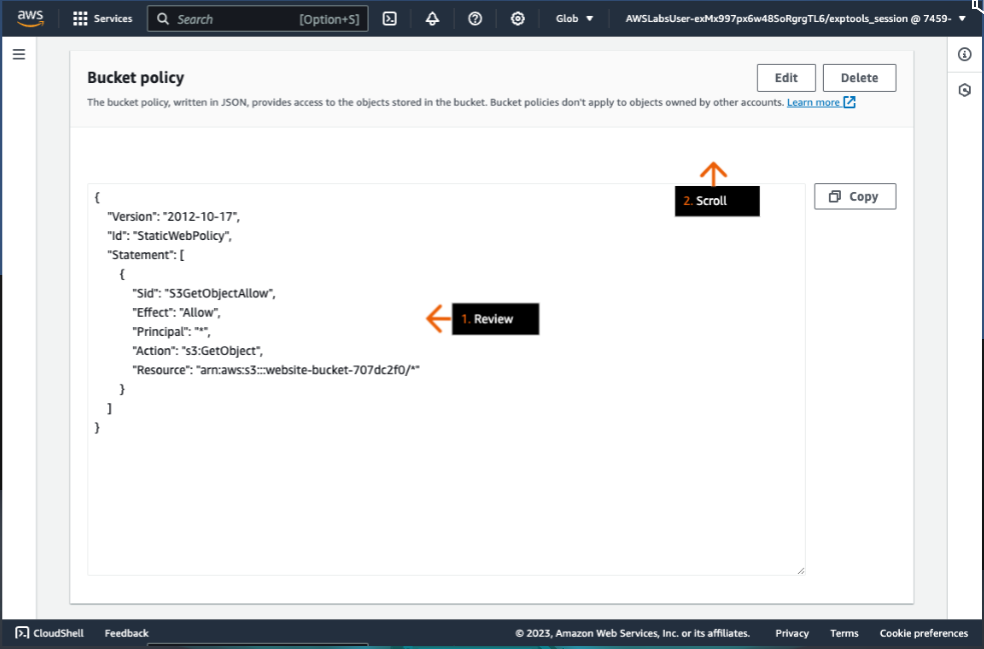 aws
Services
Search [Option+S]
Glob
AWSLabsUser-exMx997px6w48SoRgrgTL6/exptools_session @ 7459-
Bucket policy
Edit
Delete
The bucket policy, written in JSON, provides access to the objects stored in the bucket. Bucket policies don't apply to objects owned by other accounts. Learn more
2. Scroll
Copy
{
"Version": "2012-10-17",
"Id": "StaticWebPolicy",
"Statement": [
{
"Sid": "S3GetObjectAllow",
"Effect": "Allow",
"Principal": "*",
"Action": "s3:GetObject",
"Resource": "arn:aws:s3:::website-bucket-707dc2f0/*"
}
]
}
1. Review
CloudShell
Feedback
© 2023, Amazon Web Services, Inc. or its affiliates.
Privacy
Terms
Cookie preferences